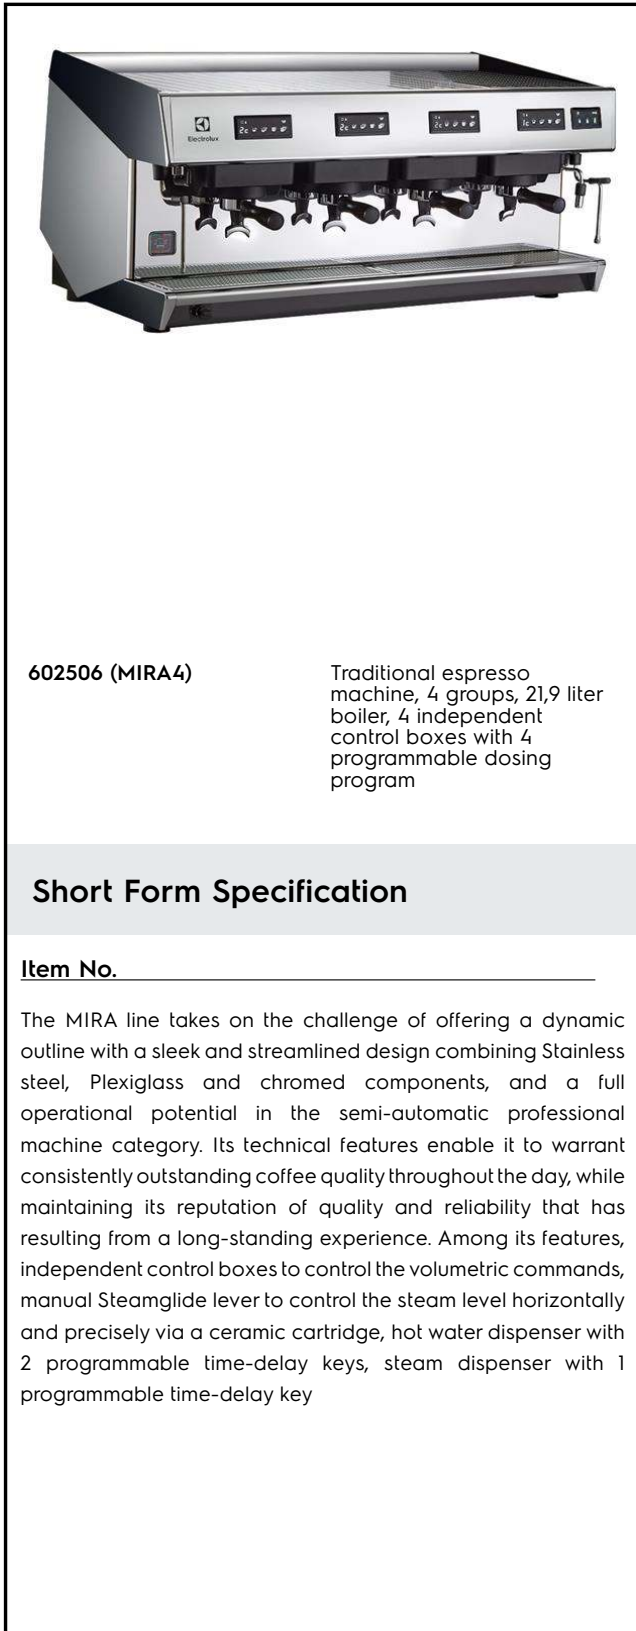 Electrolux
2c
2c
2c
1c
602506 (MIRA4)
Traditional espresso
machine, 4 groups, 21,9 liter
boiler, 4 independent
control boxes with 4
programmable dosing
program
Short Form Specification
Item No.
The MIRA line takes on the challenge of offering a dynamic
outline with a sleek and streamlined design combining Stainless
steel, Plexiglass and chromed components, and a full
operational potential in the semi-automatic professional
machine category. Its technical features enable it to warrant
consistently outstanding coffee quality throughout the day, while
maintaining its reputation of quality and reliability that has
resulting from a long-standing experience. Among its features,
independent control boxes to control the volumetric commands,
manual Steamglide lever to control the steam level horizontally
and precisely via a ceramic cartridge, hot water dispenser with
2 programmable time-delay keys, steam dispenser with 1
programmable time-delay key